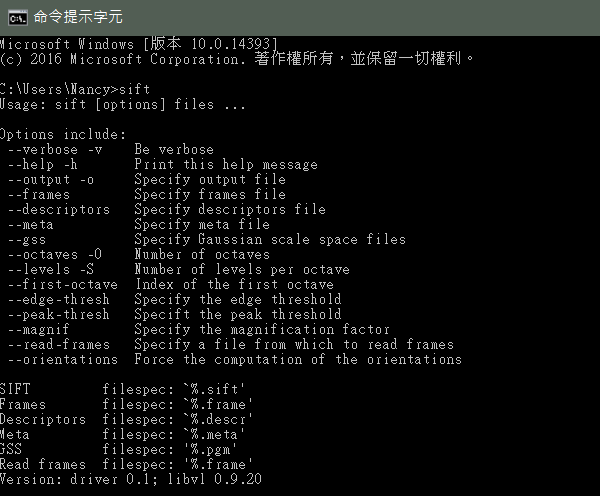 命令提示字元
Microsoft Windows [版本 10.0.14393]
(c) 2016 Microsoft Corporation. 著作權所有，並保留一切權利。
C:\Users\Nancy>sift
Usage: sift [options] files ...
Options include:
--verbose -v    Be verbose
--help -h       Print this help message
--output -o     Specify output file
--frames        Specify frames file
--descriptors   Specify descriptors file
--meta          Specify meta file
--gss           Specify Gaussian scale space files
--octaves -O    Number of octaves
--levels -S     Number of levels per octave
--first-octave  Index of the first octave
--edge-thresh   Specify the edge threshold
--peak-thresh   Specift the peak threshold
--magnif        Specify the magnification factor
--read-frames   Specify a file from which to read frames
--orientations  Force the computation of the orientations
SIFT         filespec: `%.sift'
Frames       filespec: `%.frame'
Descriptors  filespec: `%.descr'
Meta         filespec: `%.meta'
GSS          filespec: '%.pgm'
Read frames  filespec: '%.frame'
Version: driver 0.1; libvl 0.9.20